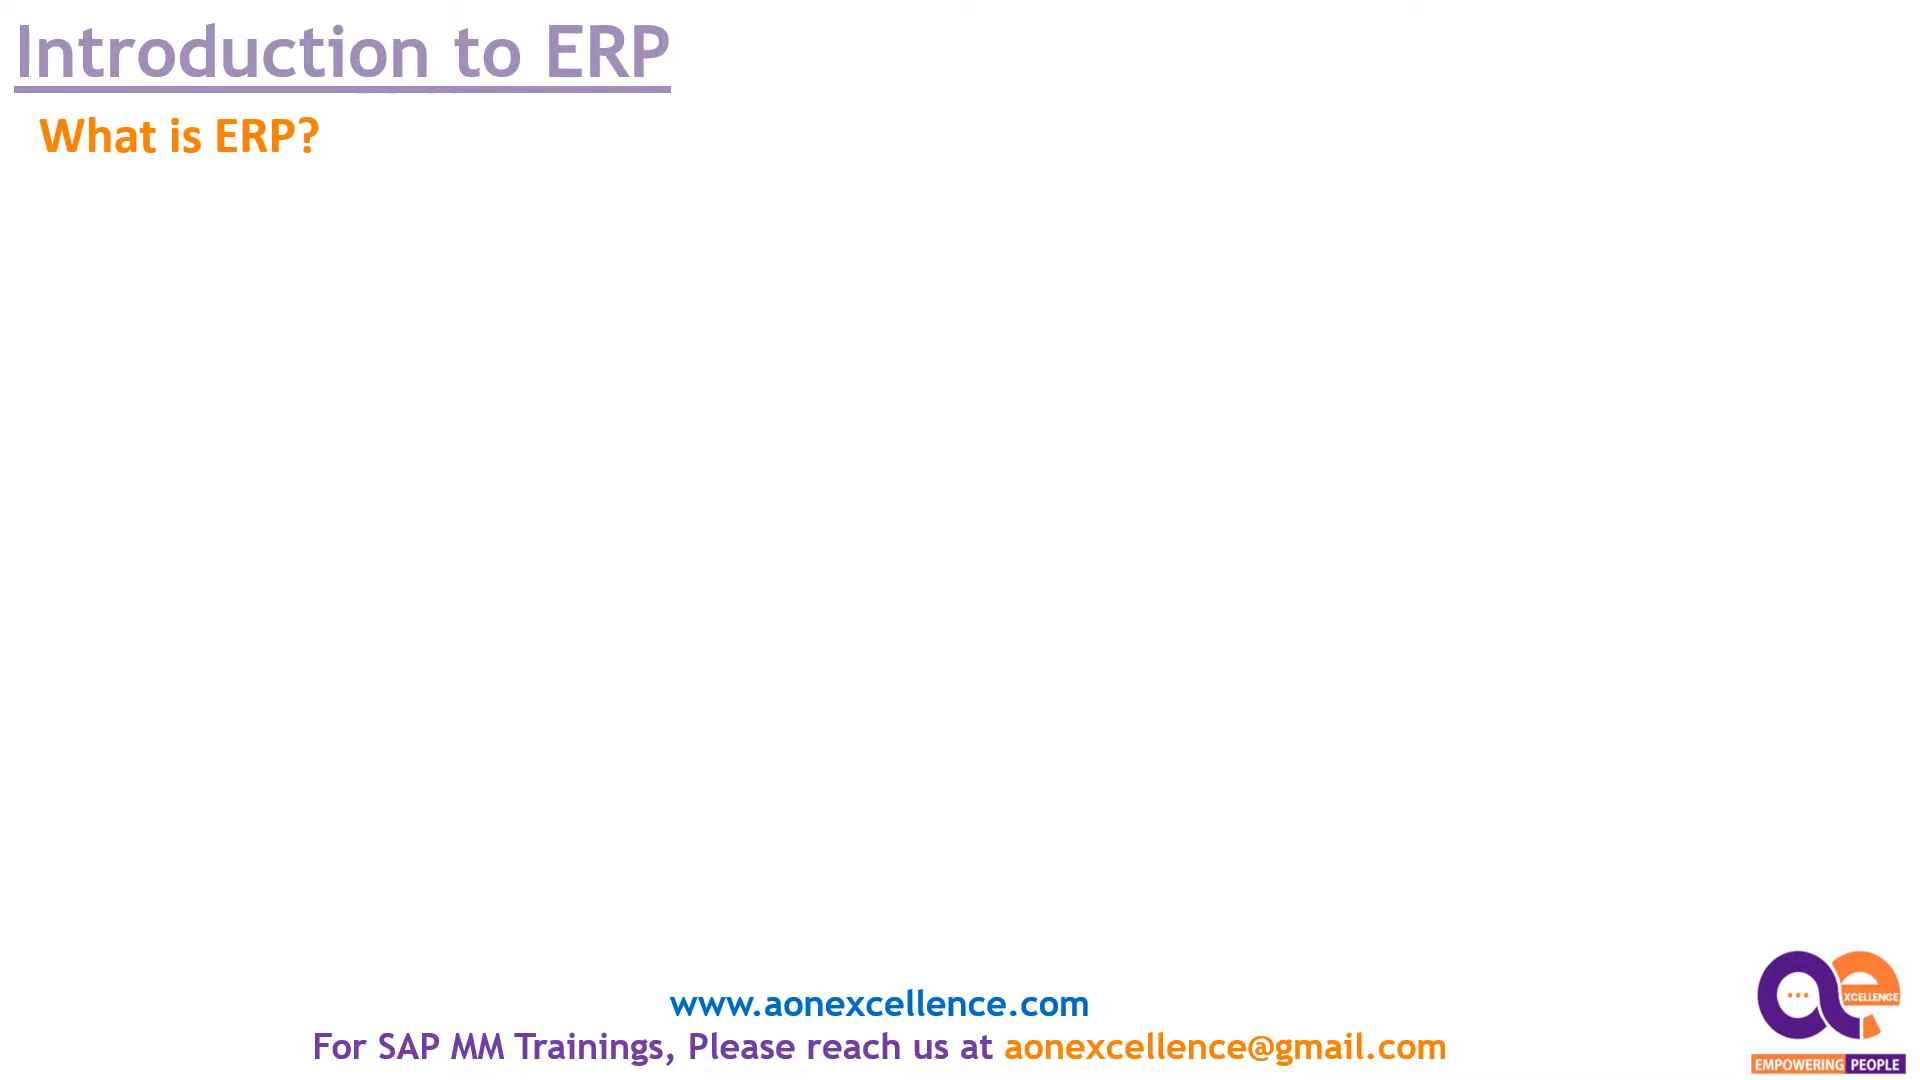 Introduction to ERP
What is ERP?
www.aonexcellence.com
For SAP MM Trainings, Please reach us at aonexcellence@gmail.com
ae
XCELLENCE
EMPOWERING PEOPLE